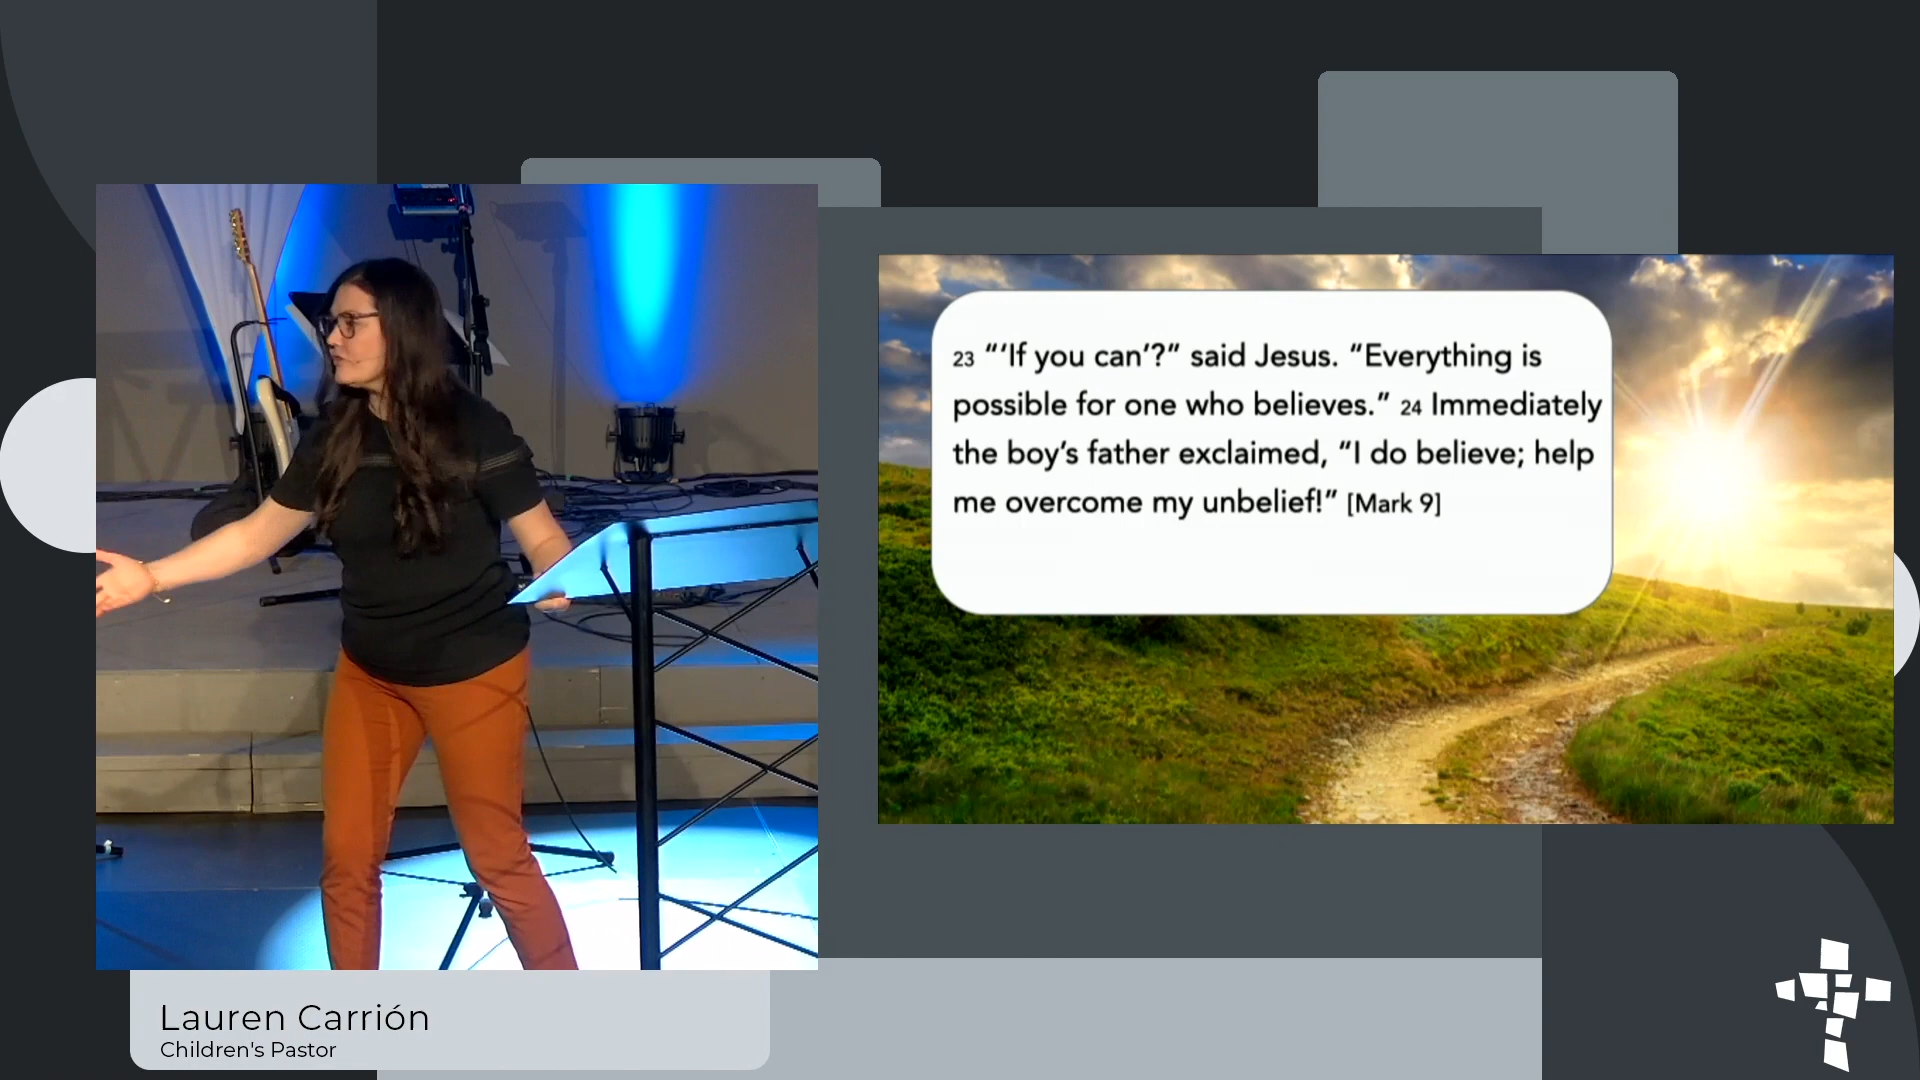 23 “‘If you can’?” said Jesus. “Everything is
possible for one who believes.” 24 Immediately
the boy’s father exclaimed, “I do believe; help
me overcome my unbelief!” [Mark 9]
Lauren Carrión
Children's Pastor